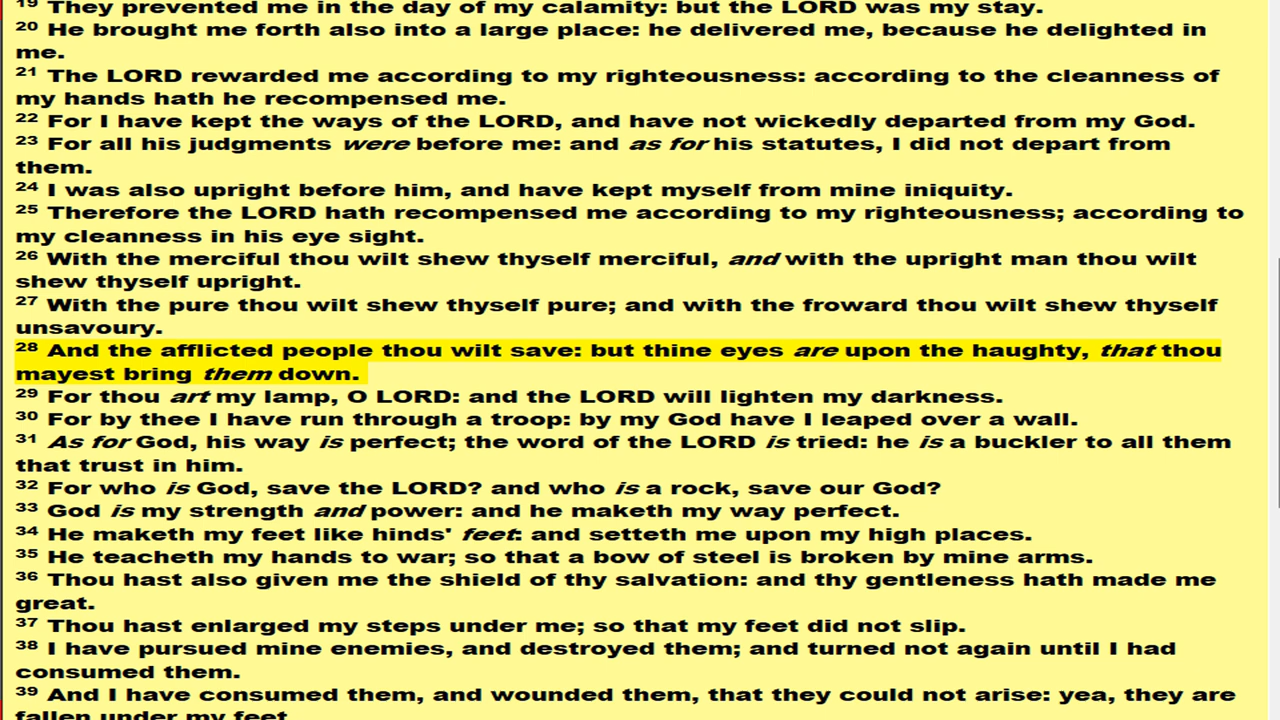 19 They prevented me in the day of my calamity: but the LORD was my stay.
20 He brought me forth also into a large place: he delivered me, because he delighted in
me.
21 The LORD rewarded me according to my righteousness: according to the cleanness of
my hands hath he recompensed me.
22 For I have kept the ways of the LORD, and have not wickedly departed from my God.
23 For all his judgments were before me: and as for his statutes, I did not depart from
them.
24 I was also upright before him, and have kept myself from mine iniquity.
25 Therefore the LORD hath recompensed me according to my righteousness; according to
my cleanness in his eye sight.
26 With the merciful thou wilt shew thyself merciful, and with the upright man thou wilt
shew thyself upright.
27 With the pure thou wilt shew thyself pure; and with the froward thou wilt shew thyself
unsavoury.
28 And the afflicted people thou wilt save: but thine eyes are upon the haughty, that thou
mayest bring them down.
29 For thou art my lamp, O LORD: and the LORD will lighten my darkness.
30 For by thee I have run through a troop: by my God have I leaped over a wall.
31 As for God, his way is perfect; the word of the LORD is tried: he is a buckler to all them
that trust in him.
32 For who is God, save the LORD? and who is a rock, save our God?
33 God is my strength and power: and he maketh my way perfect.
34 He maketh my feet like hinds' feet: and setteth me upon my high places.
35 He teacheth my hands to war; so that a bow of steel is broken by mine arms.
36 Thou hast also given me the shield of thy salvation: and thy gentleness hath made me
great.
37 Thou hast enlarged my steps under me; so that my feet did not slip.
38 I have pursued mine enemies, and destroyed them; and turned not again until I had
consumed them.
39 And I have consumed them, and wounded them, that they could not arise: yea, they are
fallen under my feet